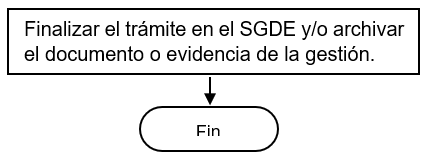 Finalizar el trámite en el SGDE y/o archivar
el documento o evidencia de la gestión.
Fin